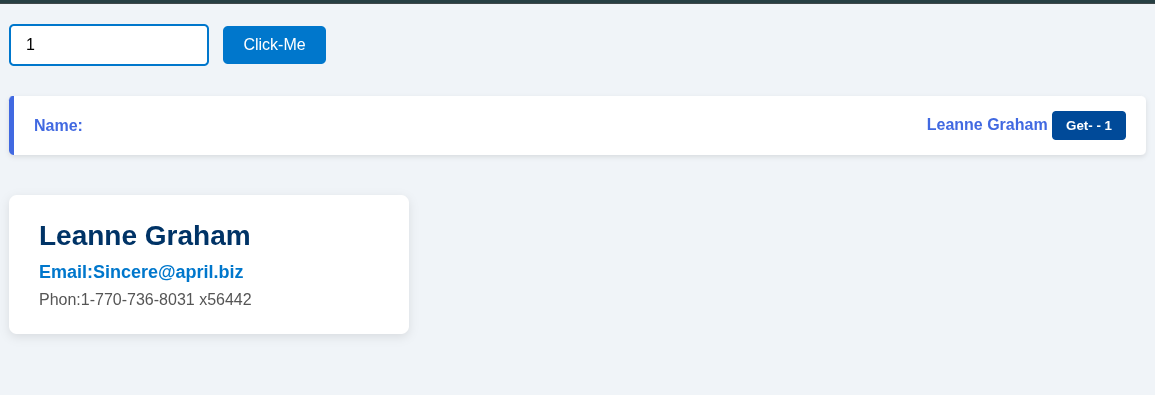 1
Click-Me
Name:
Leanne Graham
Get- - 1
Leanne Graham
Email:Sincere@april.biz
Phon:1-770-736-8031 x56442